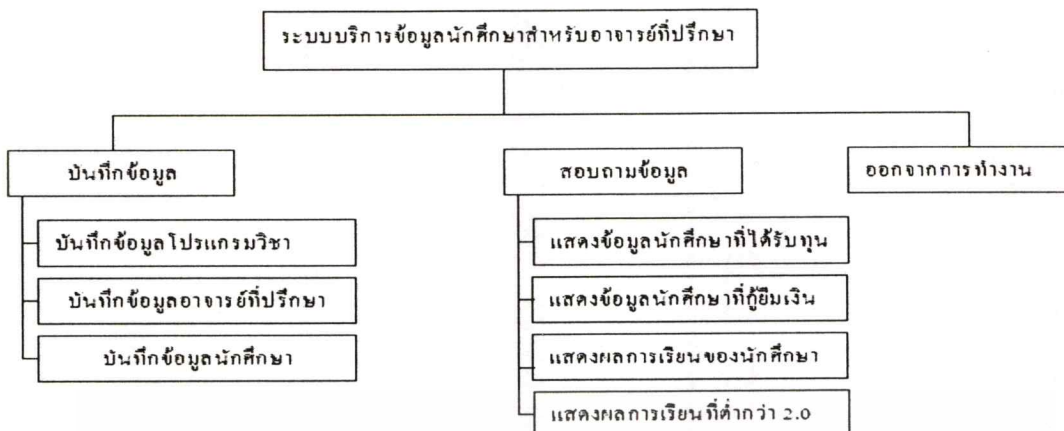 ระบบบริการข้อมูลนักศึกษาสำหรับอาจารย์ที่ปรึกษา
บันทึกข้อมูล
สอบถามข้อมูล
ออกจากการทำงาน
บันทึกข้อมูลโปรแกรมวิชา
บันทึกข้อมูลอาจารย์ที่ปรึกษา
บันทึกข้อมูลนักศึกษา
แสดงข้อมูลนักศึกษาที่ได้รับทุน
แสดงข้อมูลนักศึกษาที่กู้ยืมเงิน
แสดงผลการเรียนของนักศึกษา
แสดงผลการเรียนที่ต่ำกว่า 2.0